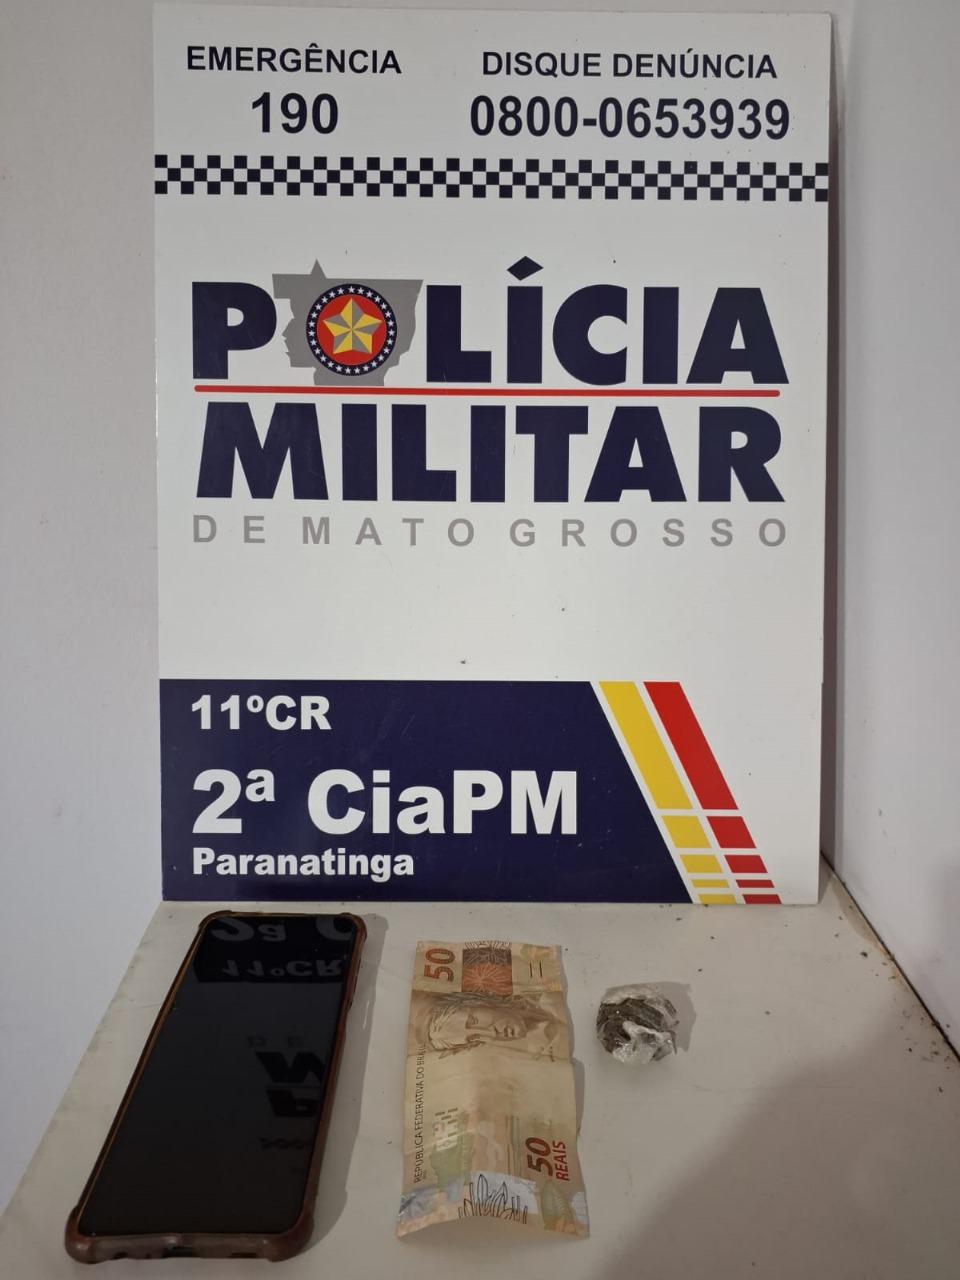 EMERGÊNCIA
190
DISQUE DENÚNCIA
0800-0653939
POLÍCIA
MILITAR
DE MATO GROSSO
11ºCR
2ª CiaPM
Paranatinga
50
REPÚBLICA FEDERATIVA DO BRASIL
50
REAIS